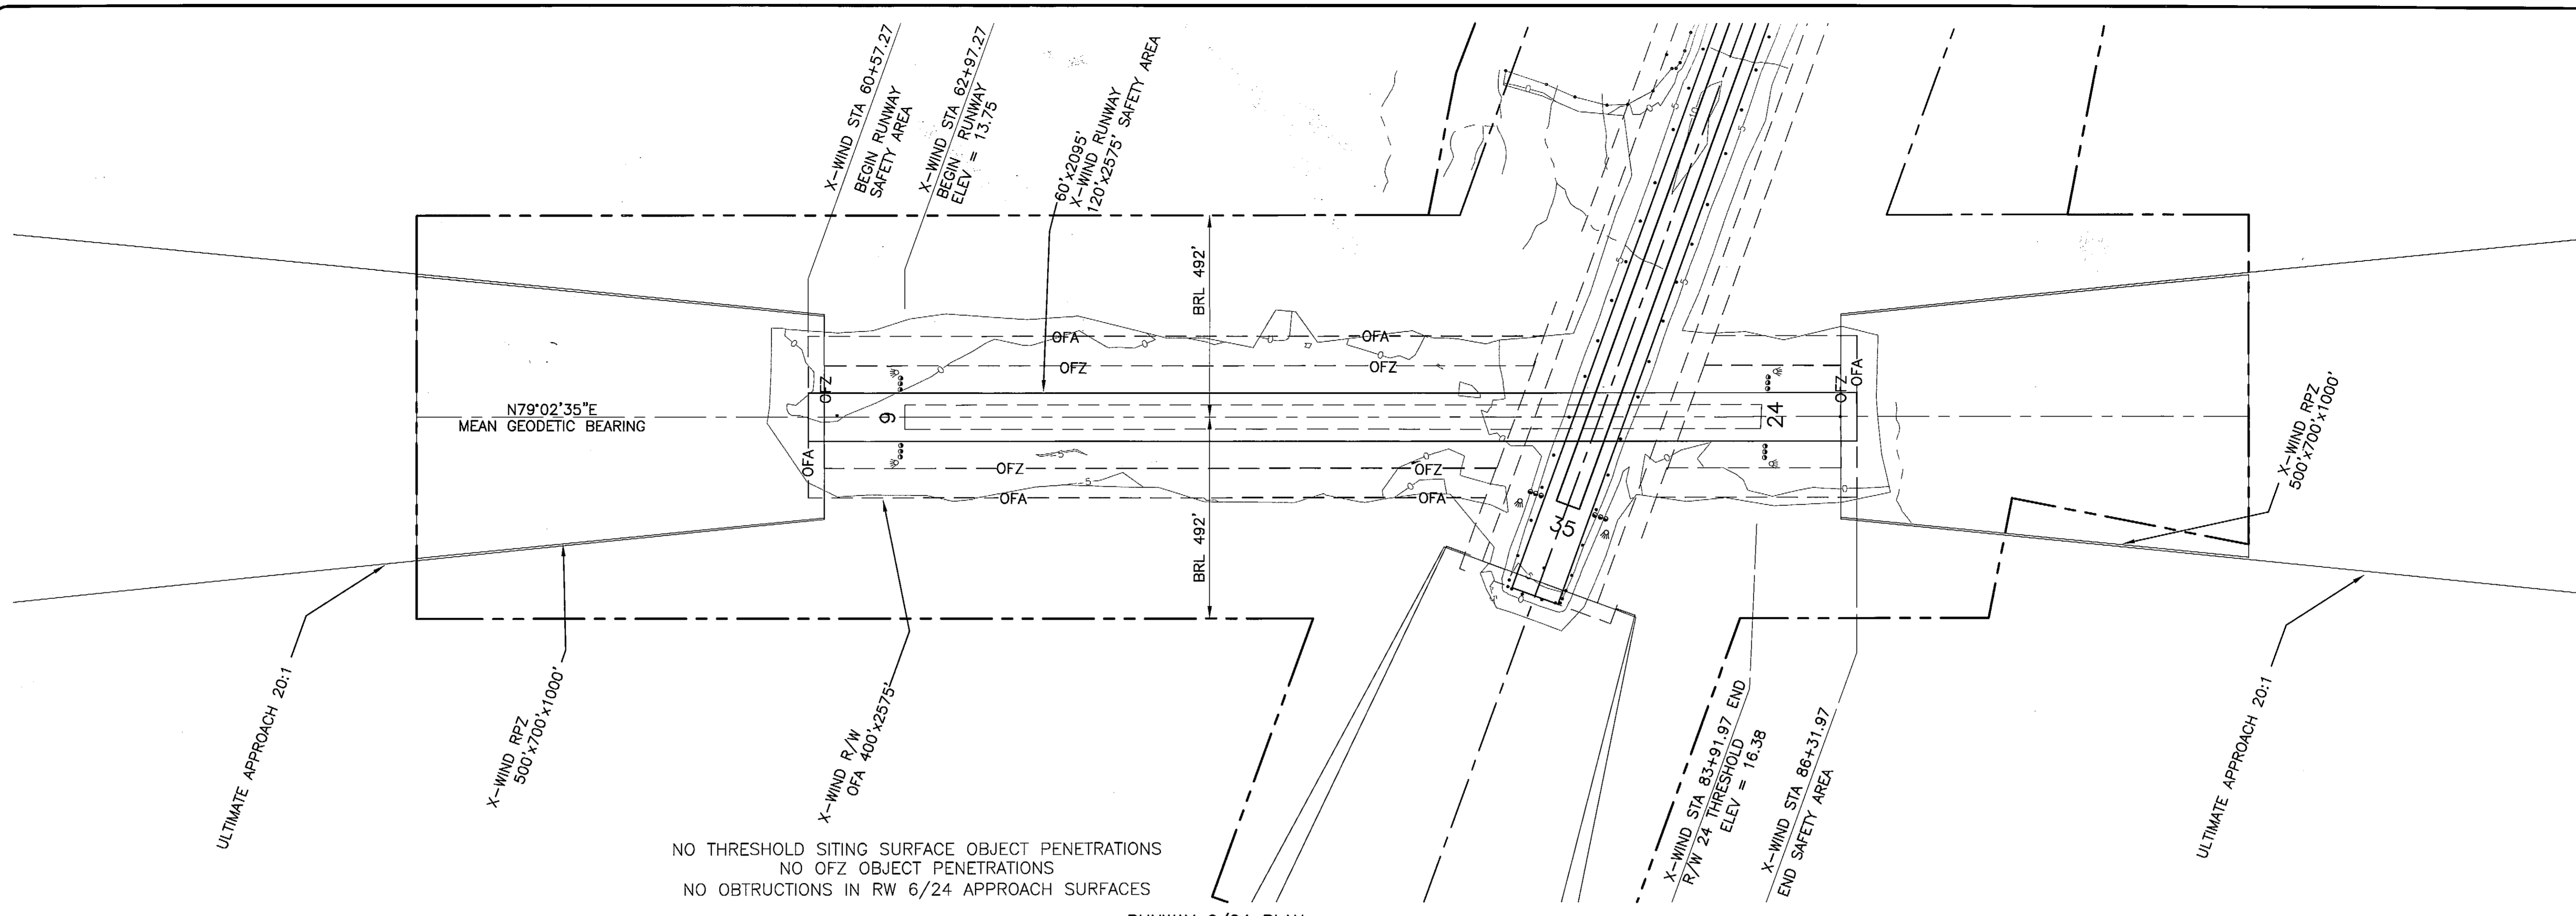 X-WIND STA 60+57.27
BEGIN RUNWAY
SAFETY AREA
X-WIND STA 62+97.27
BEGIN RUNWAY
ELEV = 13.75
60'x2095'
X-WIND RUNWAY
120'x2575' SAFETY AREA
BRL 492'
BRL 492'
OFA
OFA
OFZ
OFZ
OFZ
OFA
OFZ
OFA
N79°02'35"E
MEAN GEODETIC BEARING
6
24
OFA
OFZ
OFZ
OFA
OFA
35
X-WIND RPZ
500'x700'x1000'
ULTIMATE APPROACH 20:1
X-WIND RPZ
500'x700'x1000'
X-WIND R/W
OFA 400'x2575'
X-WIND STA 83+91.97 END
R/W 24 THRESHOLD
ELEV = 16.38
X-WIND STA 86+31.97
END SAFETY AREA
ULTIMATE APPROACH 20:1
NO THRESHOLD SITING SURFACE OBJECT PENETRATIONS
NO OFZ OBJECT PENETRATIONS
NO OBTRUCTIONS IN RW 6/24 APPROACH SURFACES